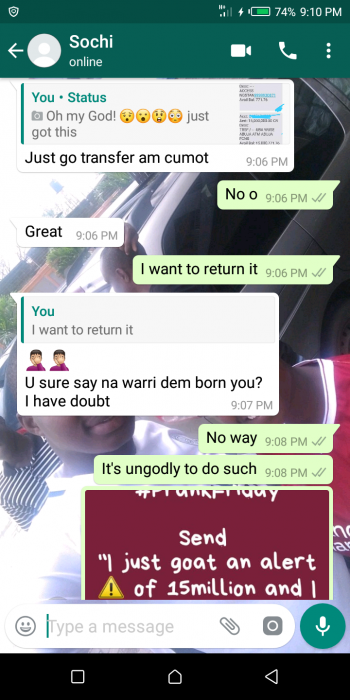 74% 9:10 PM
Sochi
online
You • Status
Oh my God! 😧😮😲😳 just
got this
Just go transfer am cumot
9:06 PM
No o 9:06 PM
Great 9:06 PM
I want to return it 9:06 PM
You
I want to return it
🤦🤦
U sure say na warri dem born you?
I have doubt
9:07 PM
No way 9:08 PM
It's ungodly to do such 9:08 PM
#PrunkFriday
Send
"I just goat an alert
⚠ of 15million and I
Type a message